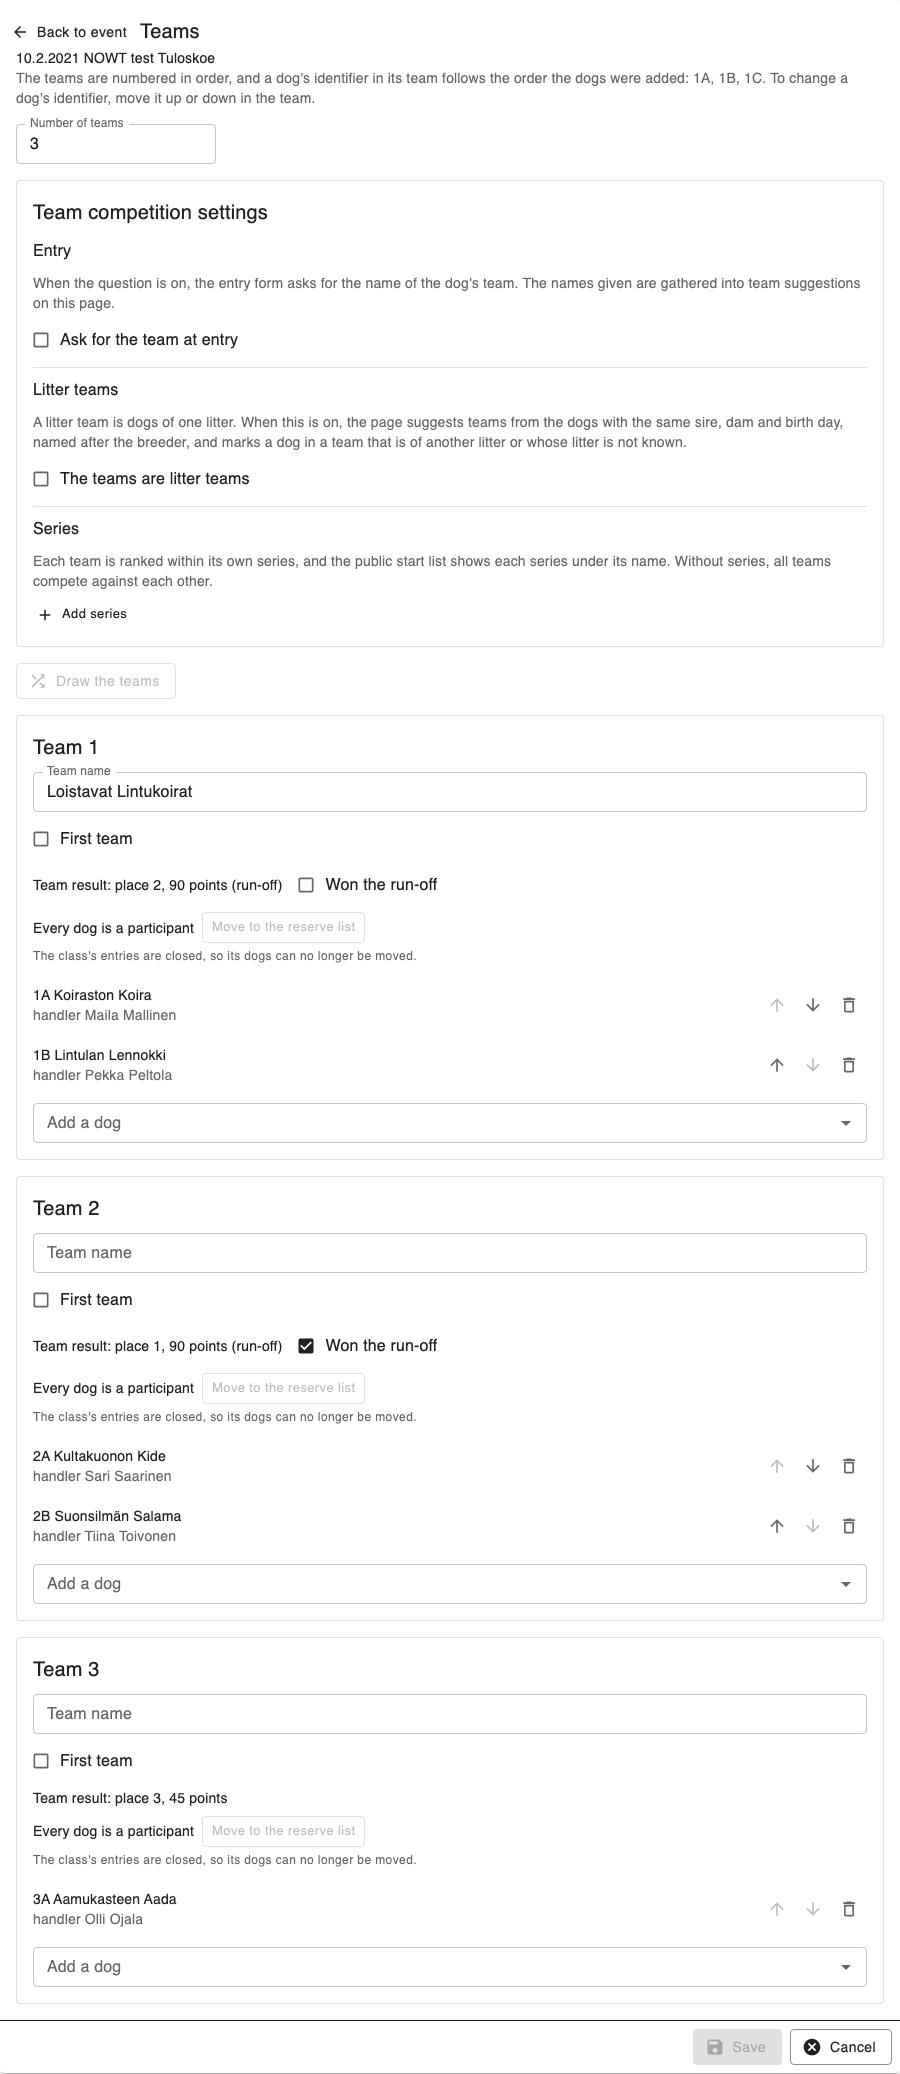 Back to event Teams
10.2.2021 NOWT test Tuloskoe
The teams are numbered in order, and a dog's identifier in its team follows the order the dogs were added: 1A, 1B, 1C. To change a
dog's identifier, move it up or down in the team.
Number of teams
3
Team competition settings
Entry
When the question is on, the entry form asks for the name of the dog's team. The names given are gathered into team suggestions
on this page.
Ask for the team at entry
Litter teams
A litter team is dogs of one litter. When this is on, the page suggests teams from the dogs with the same sire, dam and birth day,
named after the breeder, and marks a dog in a team that is of another litter or whose litter is not known.
The teams are litter teams
Series
Each team is ranked within its own series, and the public start list shows each series under its name. Without series, all teams
compete against each other.
Add series
Draw the teams
Team 1
Team name
Loistavat Lintukoirat
First team
Team result: place 2, 90 points (run-off) Won the run-off
Every dog is a participant Move to the reserve list
The class's entries are closed, so its dogs can no longer be moved.
1A Koiraston Koira
handler Maila Mallinen
1B Lintulan Lennokki
handler Pekka Peltola
Add a dog
Team 2
Team name
First team
Team result: place 1, 90 points (run-off) Won the run-off
Every dog is a participant Move to the reserve list
The class's entries are closed, so its dogs can no longer be moved.
2A Kultakuonon Kide
handler Sari Saarinen
2B Suonsilmän Salama
handler Tiina Toivonen
Add a dog
Team 3
Team name
First team
Team result: place 3, 45 points
Every dog is a participant Move to the reserve list
The class's entries are closed, so its dogs can no longer be moved.
3A Aamukasteen Aada
handler Olli Ojala
Add a dog
Save Cancel